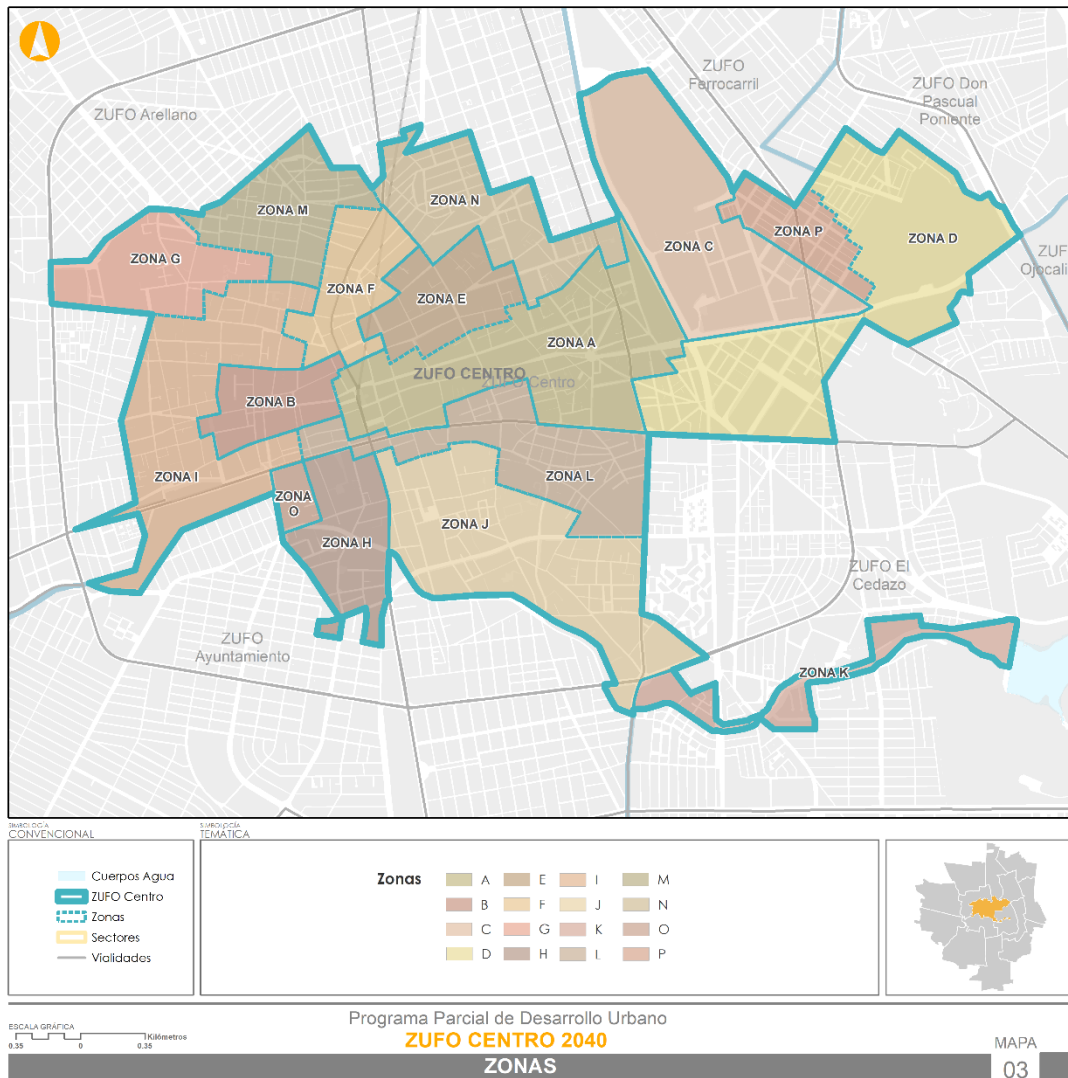 ZUFO
Ferrocarril
ZUFO Don
Pascual
Poniente
ZUFO Arellano
ZONA M
ZONA N
ZONA C
ZONA P
ZONA D
ZONA G
ZUFO
Ojocali
ZONA F
ZONA E
ZONA A
ZUFO CENTRO
ZUFO Centro
ZONA B
ZONA I
ZONA
O
ZONA L
ZONA J
ZONA H
ZUFO El
Cedazo
ZUFO
Ayuntamiento
ZONA K
SIMBOLOGÍA
CONVENCIONAL
Cuerpos Agua
ZUFO Centro
Zonas
Sectores
Vialidades
SIMBOLOGÍA
TEMÁTICA
Zonas
A E I M
B F J N
C G K O
D H L P
Programa Parcial de Desarrollo Urbano
ZUFO CENTRO 2040
ZONAS
ESCALA GRÁFICA
Kilómetros
0.35 0 0.35
MAPA
03